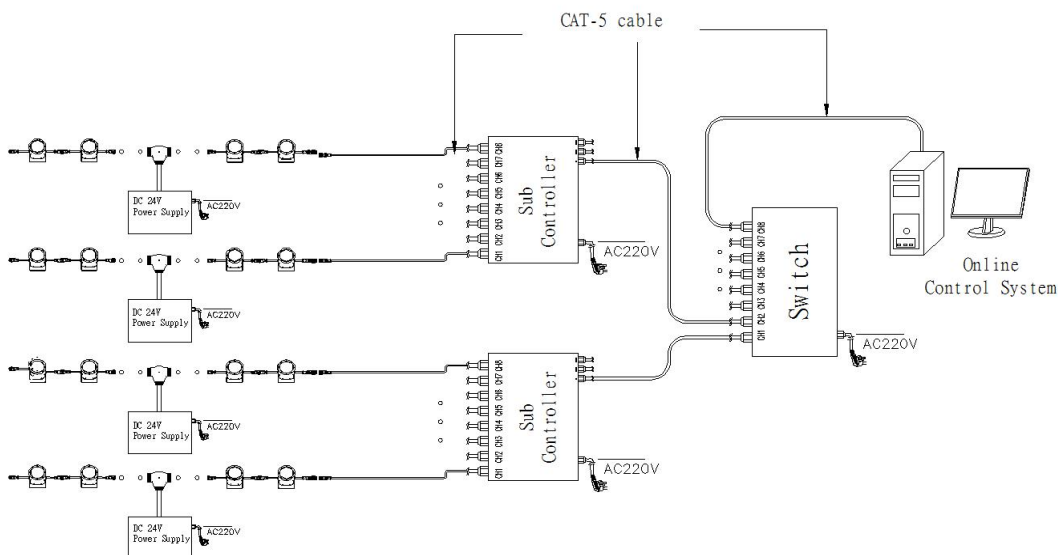 CAT-5 cable
DC 24V
Power Supply
AC220V
DC 24V
Power Supply
AC220V
DC 24V
Power Supply
AC220V
DC 24V
Power Supply
AC220V
CH8
CH7
CH6
CH5
CH4
CH3
CH2
CH1
Sub
Controller
AC220V
CH8
CH7
CH6
CH5
CH4
CH3
CH2
CH1
Sub
Controller
AC220V
CH8
CH7
CH6
CH5
CH4
CH3
CH2
CH1
Switch
AC220V
Online
Control System